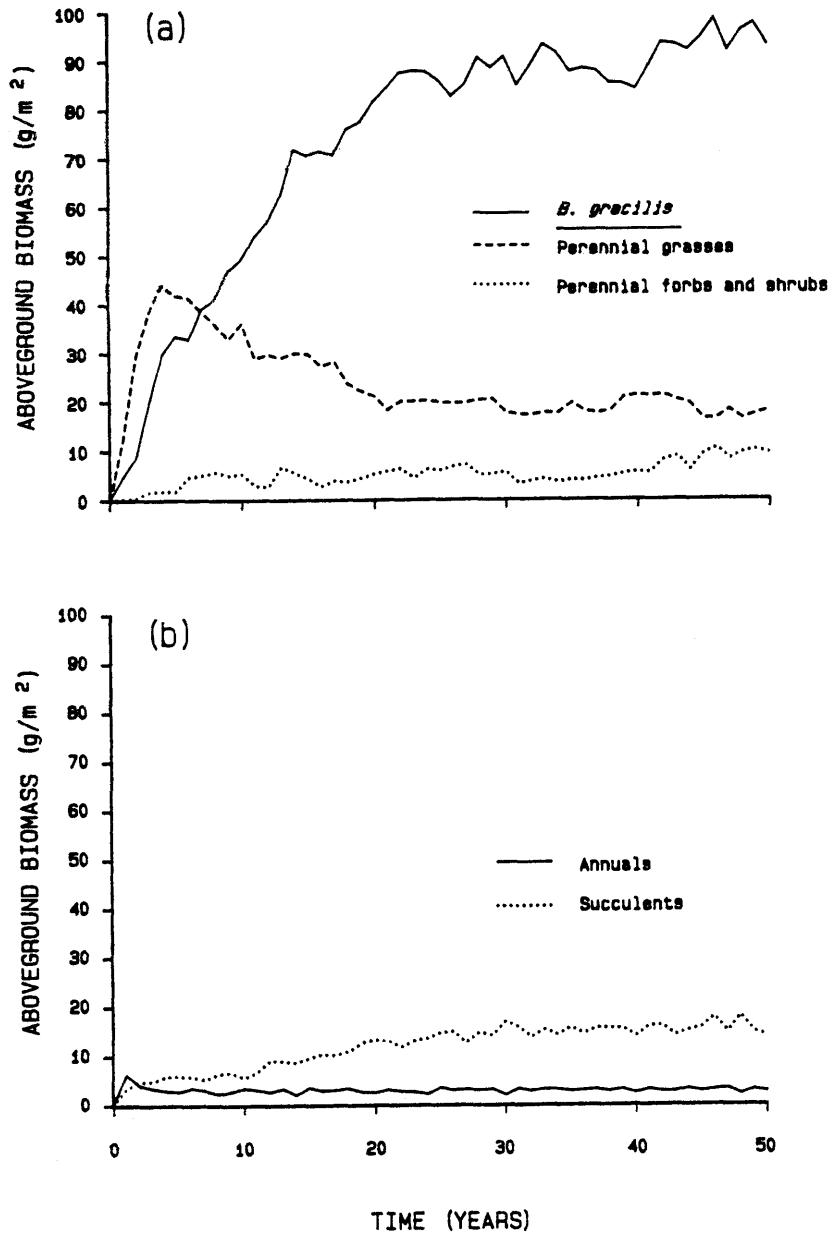 (a)
ABOVEGROUND BIOMASS (g/m 2)
100
90
80
70
60
50
40
30
20
10
0
B. gracilis
Perennial grasses
Perennial forbs and shrubs
(b)
ABOVEGROUND BIOMASS (g/m 2)
100
90
80
70
60
50
40
30
20
10
0
Annuals
Succulents
0 10 20 30 40 50
TIME (YEARS)